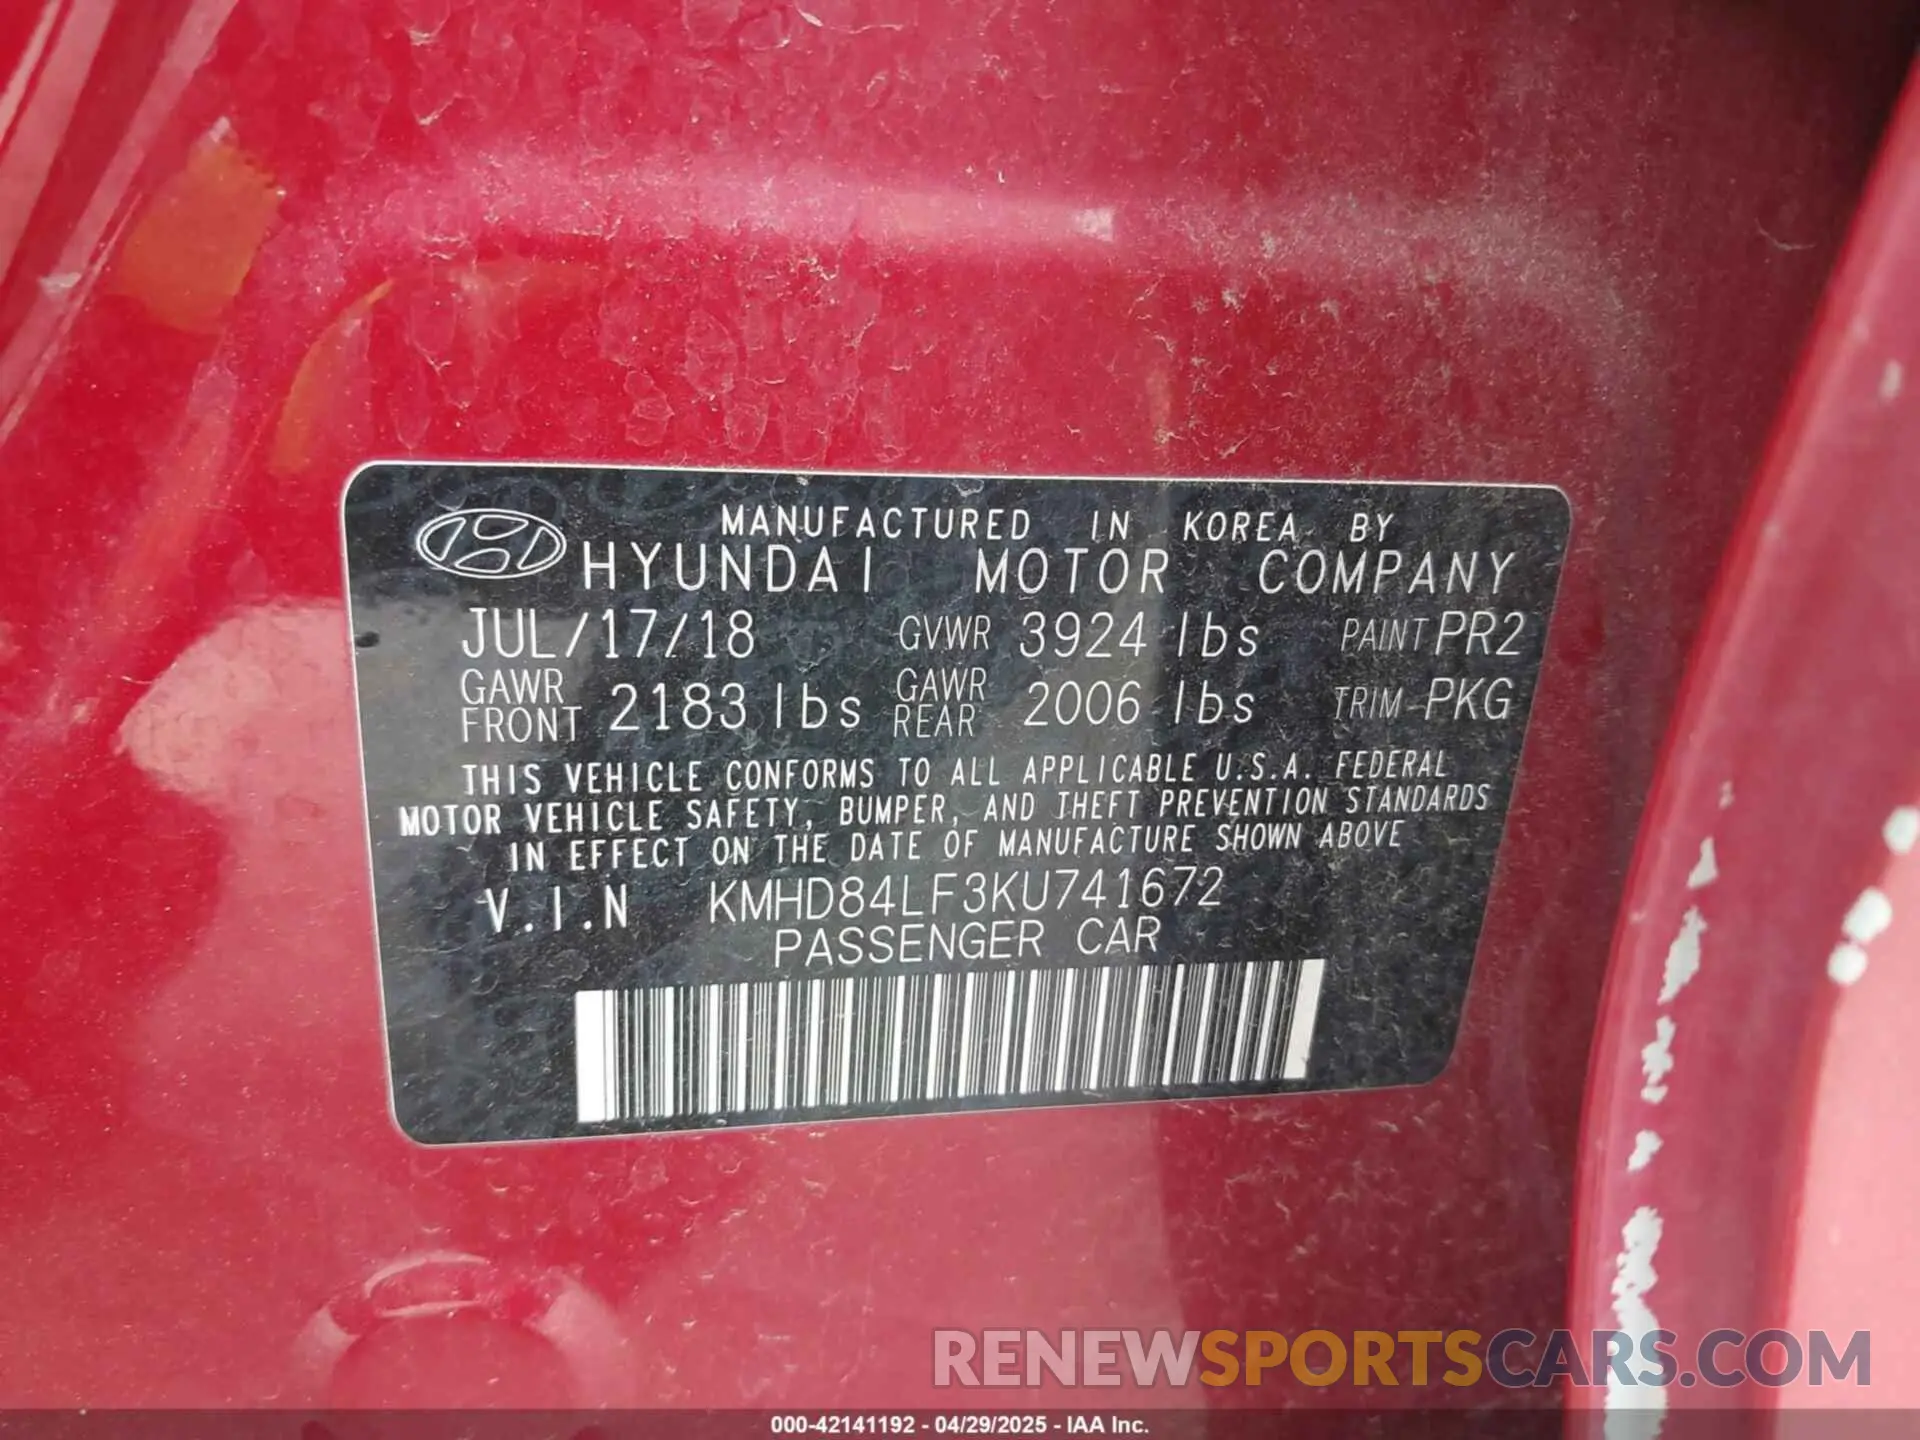 MANUFACTURED IN KOREA BY
HYUNDAI MOTOR COMPANY
JUL/17/18 GVWR 3924 lbs PAINT PR2
GAWR FRONT 2183 lbs GAWR REAR 2006 lbs TRIM PKG
THIS VEHICLE CONFORMS TO ALL APPLICABLE U.S.A. FEDERAL
MOTOR VEHICLE SAFETY, BUMPER, AND THEFT PREVENTION STANDARDS
IN EFFECT ON THE DATE OF MANUFACTURE SHOWN ABOVE
V.I.N KMHD84LF3KU741672
PASSENGER CAR
RENEWSPORTSCARS.COM
000-42141192 - 04/29/2025 - IAA Inc.